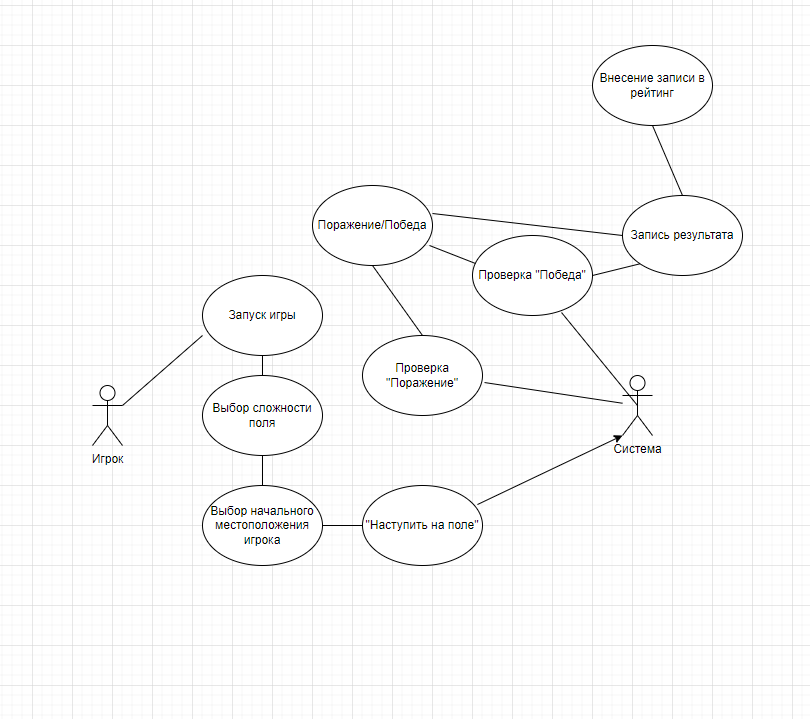 Внесение записи в
рейтинг
Поражение/Победа
Запись результата
Проверка "Победа"
Запуск игры
Проверка
"Поражение"
Выбор сложности
поля
Игрок
Система
Выбор начального
местоположения
игрока
"Наступить на поле"